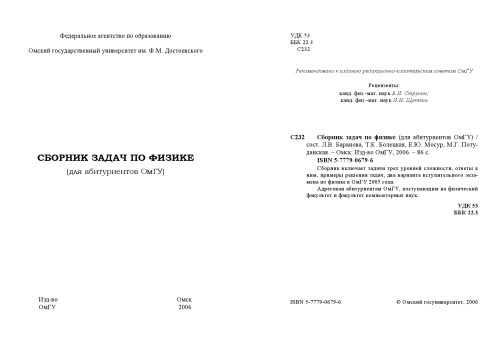 Федеральное агентство по образованию
Омский государственный университет им. Ф.М. Достоевского
СБОРНИК ЗАДАЧ ПО ФИЗИКЕ
(для абитуриентов ОмГУ)
Изд-во Омск
ОмГУ 2006
УДК 53
ББК 22.3
С232
Рекомендовано к изданию редакционно-издательским советом ОмГУ
Рецензенты:
канд. физ.-мат. наук В.И. Струнин;
канд. физ.-мат. наук Н.Н.
С232 Сборник задач по физике (для абитуриентов ОмГУ) /
сост. Л.В. Баранова, Т.К. Болецкая, Е.Ю. Мосур, М.Г. Поту-
данская. – Омск: Изд-во ОмГУ, 2006. – 86 с.
ISBN 5-7779-0679-6
Сборник включает задачи трех уровней сложности, ответы к
ним, примеры решения задач, два варианта вступительного экза-
мена по физике в ОмГУ 2005 года.
Адресован абитуриентам ОмГУ, поступающим на физический
факультет и факультет компьютерных наук.
УДК 53
ББК 22.3
ISBN 5-7779-0679-6 © Омский госуниверситет, 2006